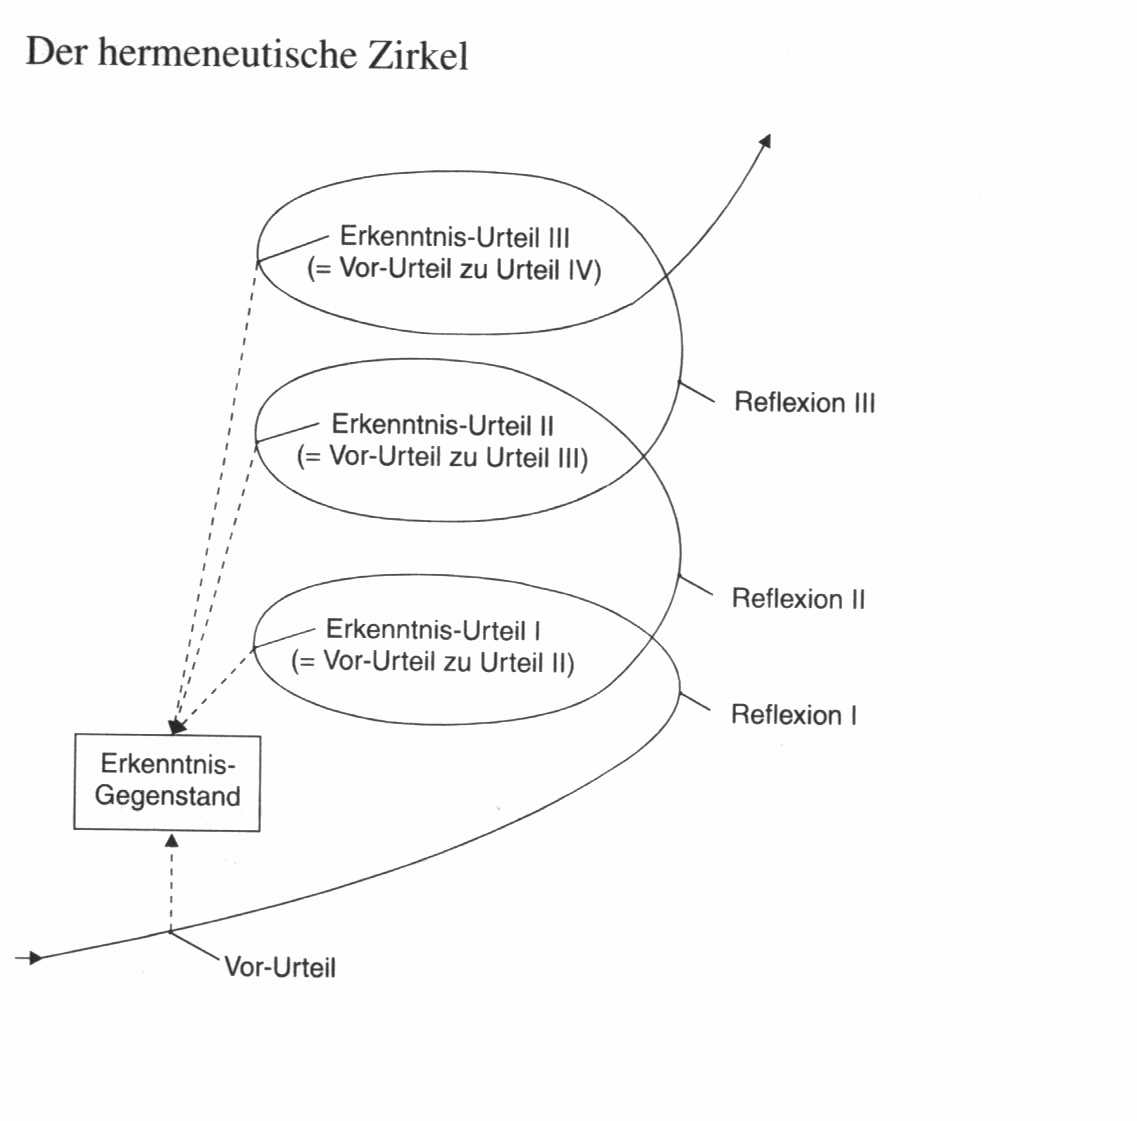 Der hermeneutische Zirkel
Erkenntnis-Urteil III
(= Vor-Urteil zu Urteil IV)
Reflexion III
Erkenntnis-Urteil II
(= Vor-Urteil zu Urteil III)
Reflexion II
Erkenntnis-Urteil I
(= Vor-Urteil zu Urteil II)
Reflexion I
Erkenntnis-
Gegenstand
Vor-Urteil